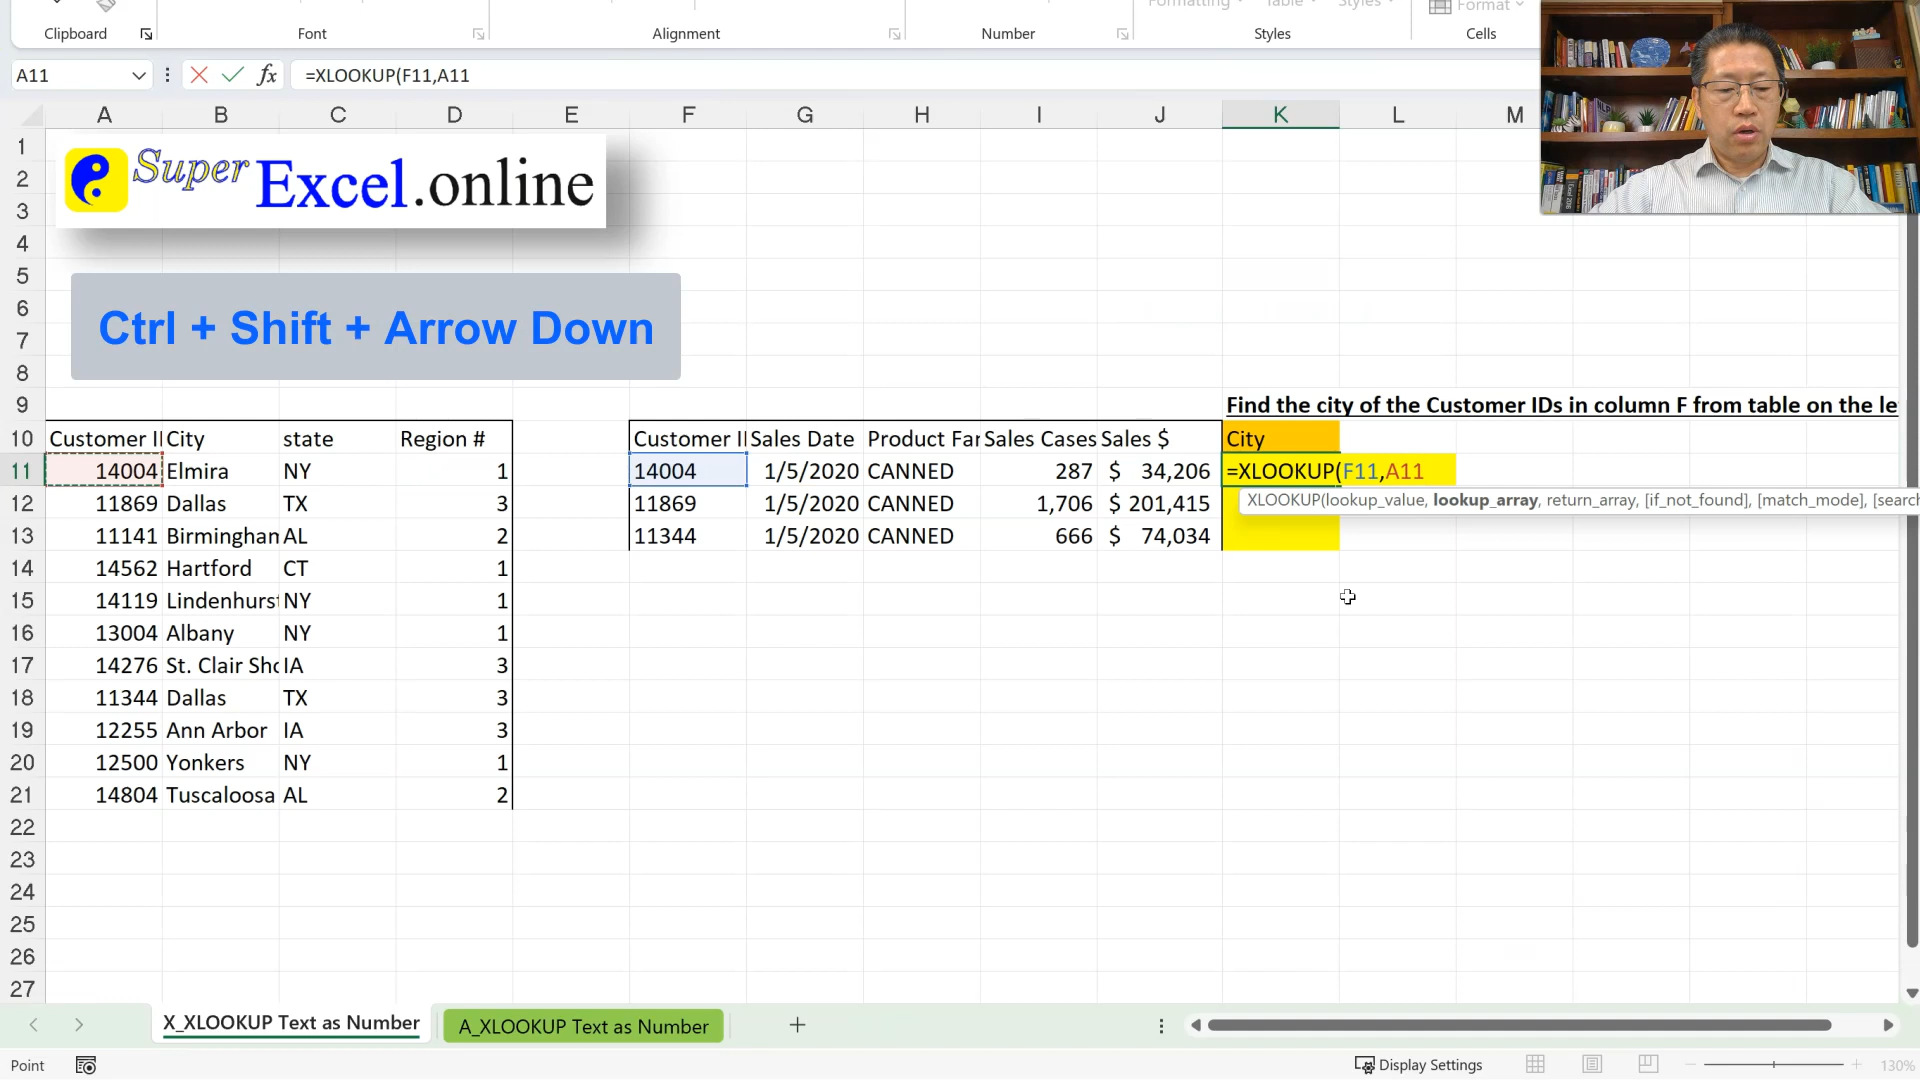 Formatting Table Styles Format
Clipboard Font Alignment Number Styles Cells
A11 fx =XLOOKUP(F11,A11
A B C D E F G H I J K L M
1
2
3
4
5
6
7
8
9
10
11
12
13
14
15
16
17
18
19
20
21
22
23
24
25
26
27
Super Excel.online
Ctrl + Shift + Arrow Down
Find the city of the Customer IDs in column F from table on the le
Customer I City state Region #
14004 Elmira NY 1
11869 Dallas TX 3
11141 Birminghan AL 2
14562 Hartford CT 1
14119 Lindenhurst NY 1
13004 Albany NY 1
14276 St. Clair Sho IA 3
11344 Dallas TX 3
12255 Ann Arbor IA 3
12500 Yonkers NY 1
14804 Tuscaloosa AL 2
Customer I Sales Date Product Fam Sales Cases Sales $ City
14004 1/5/2020 CANNED 287 $ 34,206 =XLOOKUP(F11,A11
XLOOKUP(lookup_value, lookup_array, return_array, [if_not_found], [match_mode], [search
11869 1/5/2020 CANNED 1,706 $ 201,415
11344 1/5/2020 CANNED 666 $ 74,034
X_XLOOKUP Text as Number A_XLOOKUP Text as Number
Point Display Settings 130%